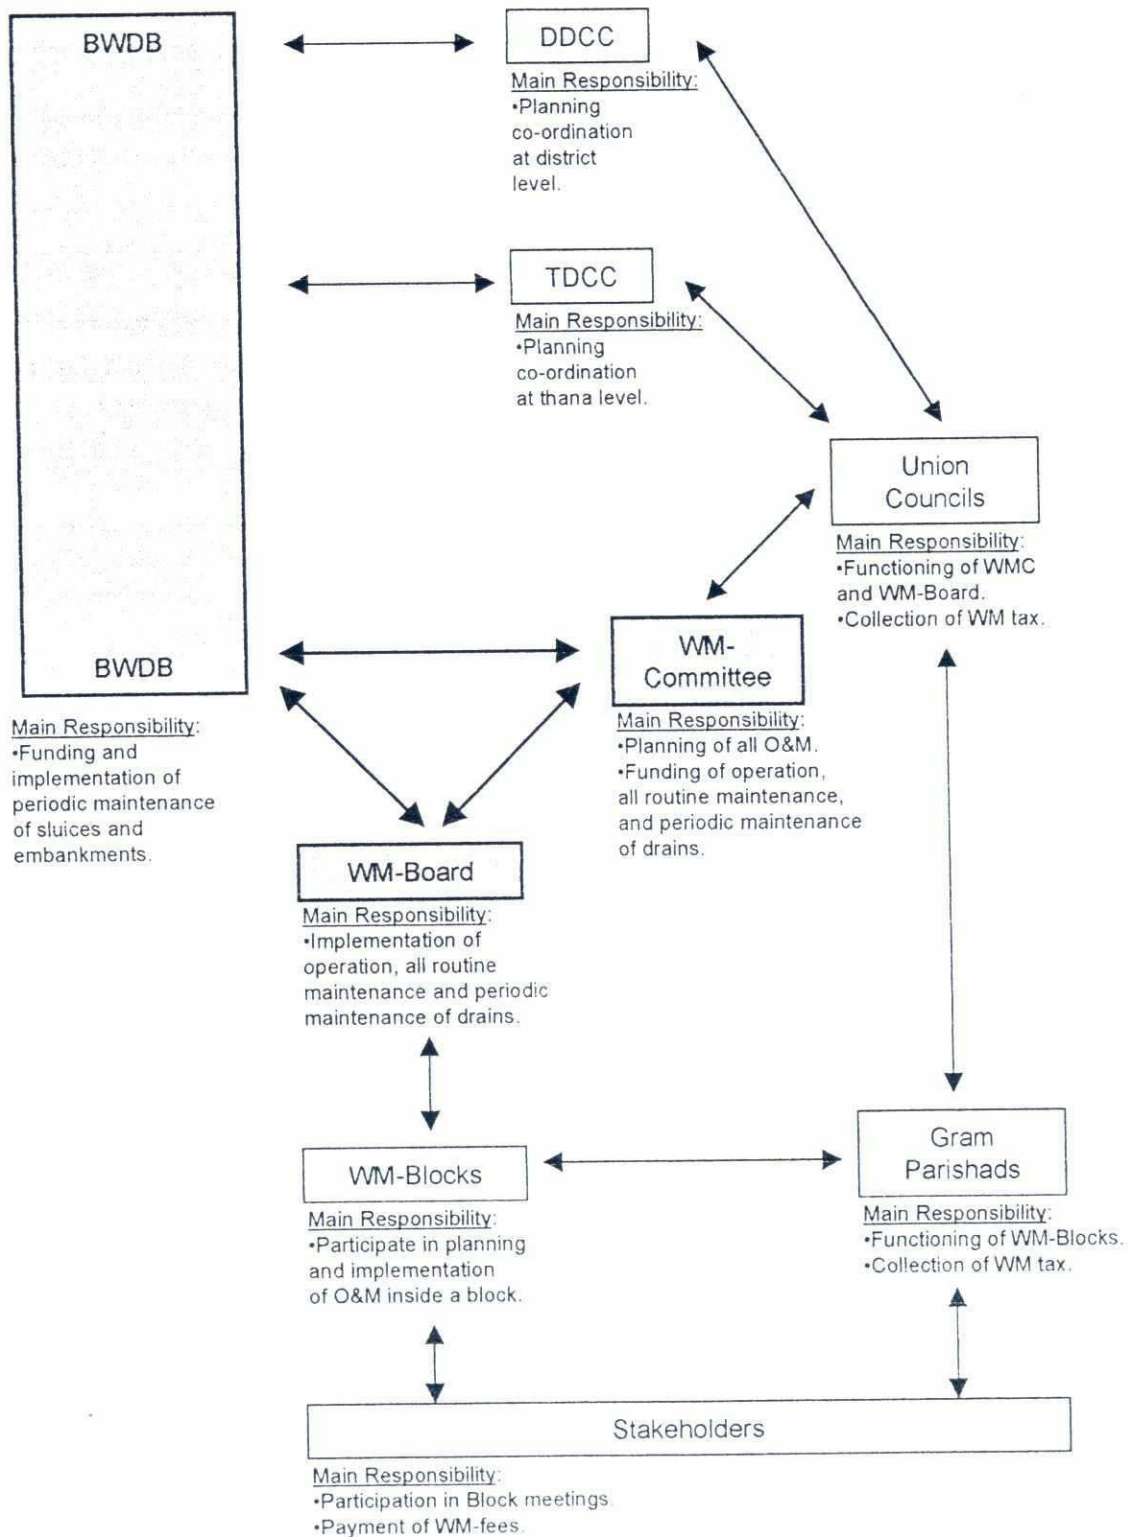 BWDB
DDCC
Main Responsibility:
•Planning
co-ordination
at district
level.
TDCC
Main Responsibility:
•Planning
co-ordination
at thana level.
Union
Councils
Main Responsibility:
•Functioning of WMC
and WM-Board.
•Collection of WM tax.
BWDB
Main Responsibility:
•Funding and
implementation of
periodic maintenance
of sluices and
embankments.
WM-
Committee
Main Responsibility:
•Planning of all O&M.
•Funding of operation,
all routine maintenance,
and periodic maintenance
of drains.
WM-Board
Main Responsibility:
•Implementation of
operation, all routine
maintenance and periodic
maintenance of drains.
WM-Blocks
Main Responsibility:
•Participate in planning
and implementation
of O&M inside a block.
Gram
Parishads
Main Responsibility:
•Functioning of WM-Blocks.
•Collection of WM tax.
Stakeholders
Main Responsibility:
•Participation in Block meetings.
•Payment of WM-fees.